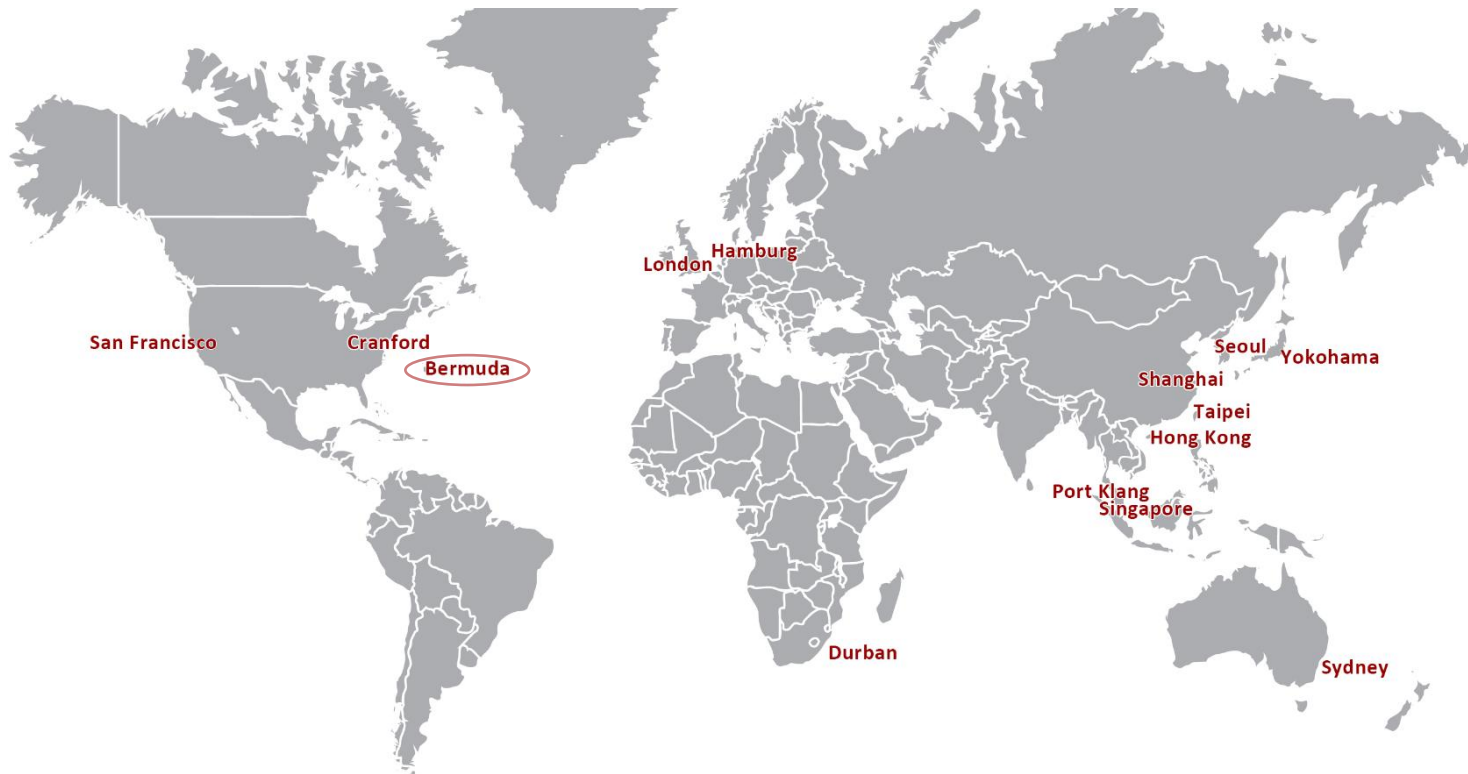 Hamburg
London
San Francisco
Cranford
Bermuda
Seoul
Yokohama
Shanghai
Taipei
Hong Kong
Port Klang
Singapore
Durban
Sydney